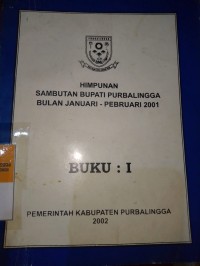 HIMPUNAN
SAMBUTAN BUPATI PURBALINGGA
BULAN JANUARI - PEBRUARI 2001
BUKU : I
PEMERINTAH KABUPATEN PURBALINGGA
2002